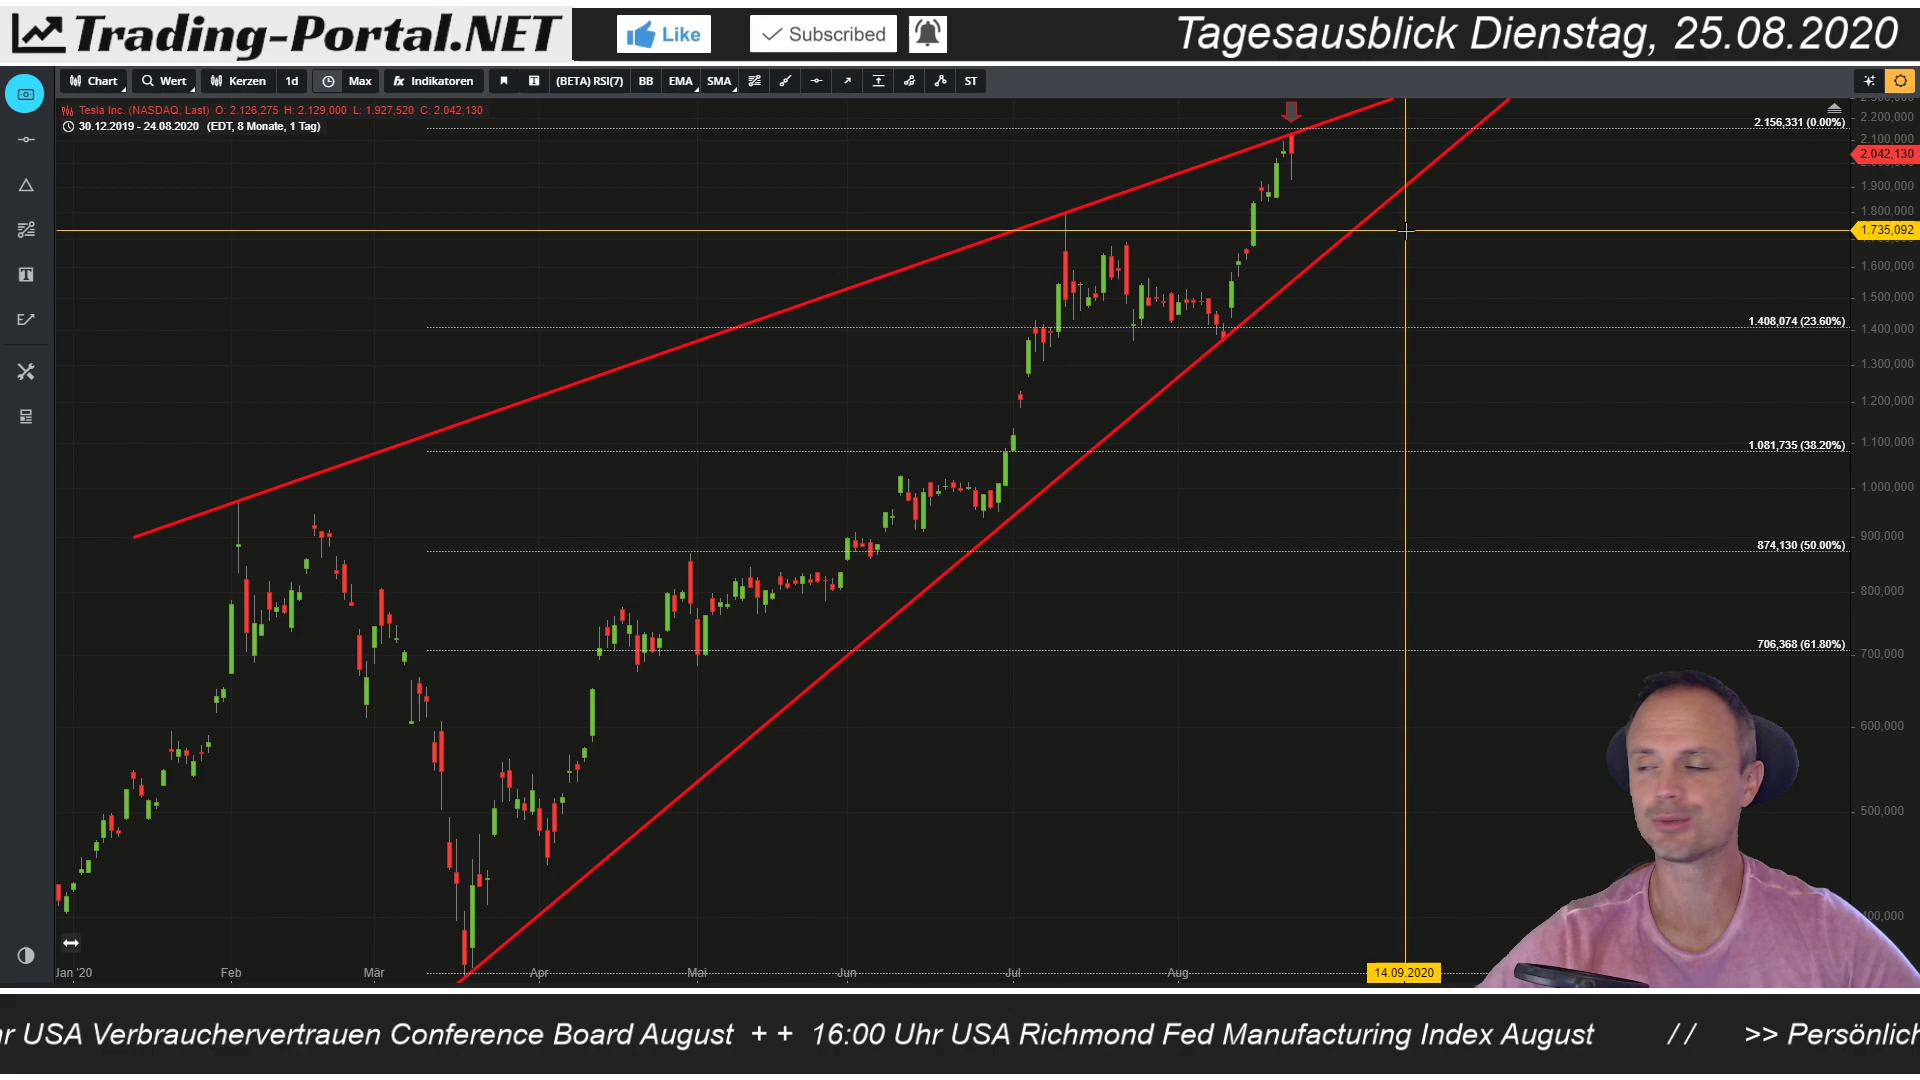 Trading-Portal.NET
Like
Subscribed
Tagesausblick Dienstag, 25.08.2020
Chart
Wert
Kerzen
1d
Max
fx Indikatoren
(BETA) RSI(7)
BB
EMA
SMA
ST
Tesla Inc. (NASDAQ, Last) O: 2.126,275 H: 2.129,000 L: 1.927,520 C: 2.042,130
30.12.2019 - 24.08.2020 (EDT, 8 Monate, 1 Tag)
2.156,331 (0.00%)
1.408,074 (23.60%)
1.081,735 (38.20%)
874,130 (50.00%)
706,368 (61.80%)
2.200,000
2.100,000
2.042,130
1.900,000
1.800,000
1.735,092
1.600,000
1.500,000
1.400,000
1.300,000
1.200,000
1.100,000
1.000,000
900,000
800,000
700,000
600,000
500,000
Jan '20
Feb
Mär
Apr
Mai
Jun
Jul
Aug
14.09.2020
USA Verbrauchervertrauen Conference Board August ++ 16:00 Uhr USA Richmond Fed Manufacturing Index August // >> Persönlich